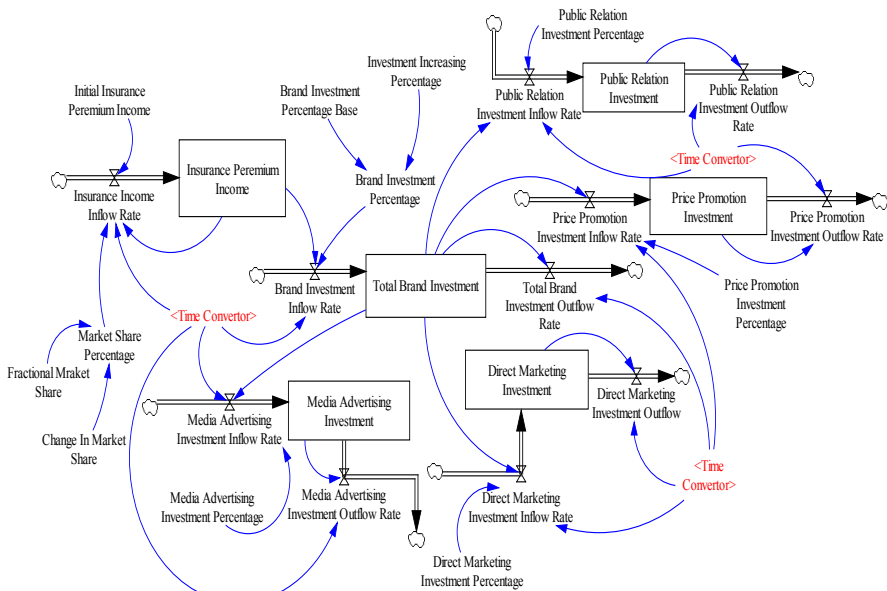 Public Relation
Investment Percentage
Public Relation
Investment
Public Relation
Investment Inflow Rate
Public Relation
Investment Outflow
Rate
Investment Increasing
Percentage
Brand Investment
Percentage Base
Initial Insurance
Peremium Income
<Time Convertor>
Insurance Peremium
Income
Brand Investment
Percentage
Insurance Income
Inflow Rate
Price Promotion
Investment
Price Promotion
Investment Inflow Rate
Price Promotion
Investment Outflow Rate
Total Brand Investment
Brand Investment
Inflow Rate
Total Brand
Investment Outflow
Rate
Price Promotion
Investment
Percentage
<Time Convertor>
Market Share
Percentage
Fractional Mraket
Share
Direct Marketing
Investment
Direct Marketing
Investment Outflow
Media Advertising
Investment
Media Advertising
Investment Inflow Rate
Change In Market
Share
<Time
Convertor>
Media Advertising
Investment Percentage
Media Advertising
Investment Outflow Rate
Direct Marketing
Investment Inflow Rate
Direct Marketing
Investment Percentage